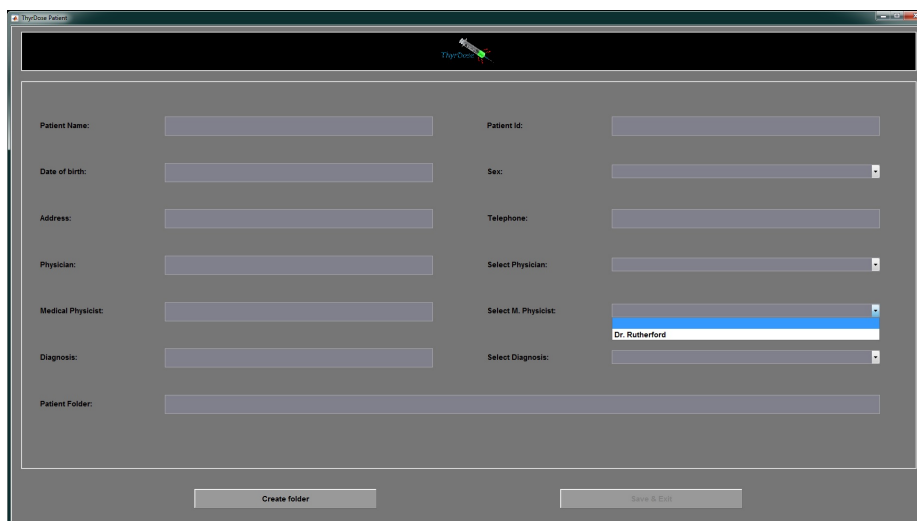 ThyrDose Patient
ThyrDose
Patient Name: Patient Id:
Date of birth: Sex:
Address: Telephone:
Physician: Select Physician:
Medical Physicist: Select M. Physicist:
Dr. Rutherford
Diagnosis: Select Diagnosis:
Patient Folder:
Create folder Save & Exit